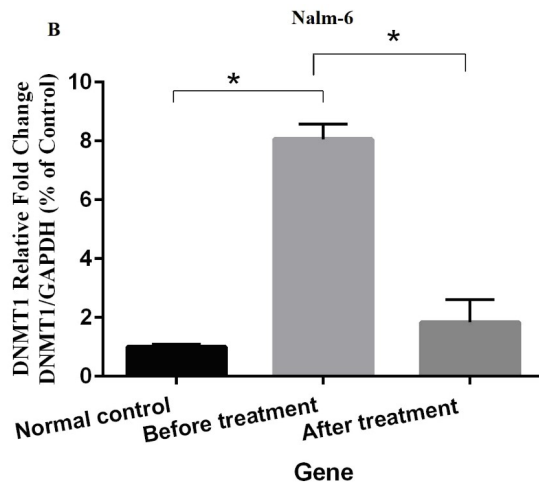 B
Nalm-6
*
*
DNMT1 Relative Fold Change
DNMT1/GAPDH (% of Control)
10
8
6
4
2
0
Normal control
Before treatment
After treatment
Gene